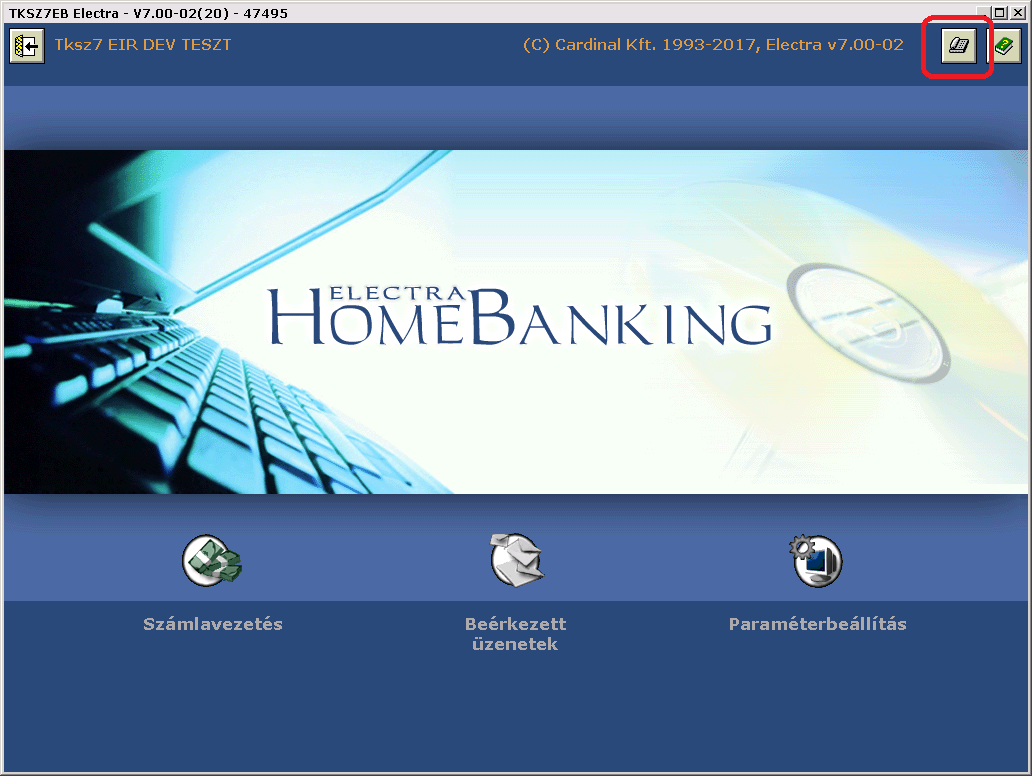 TKSZ7EB Electra - V7.00-02(20) - 47495
Tksz7 EIR DEV TESZT
(C) Cardinal Kft. 1993-2017, Electra v7.00-02
ELECTRA
HOMEBANKING
Számlavezetés
Beérkezett
üzenetek
Paraméterbeállítás